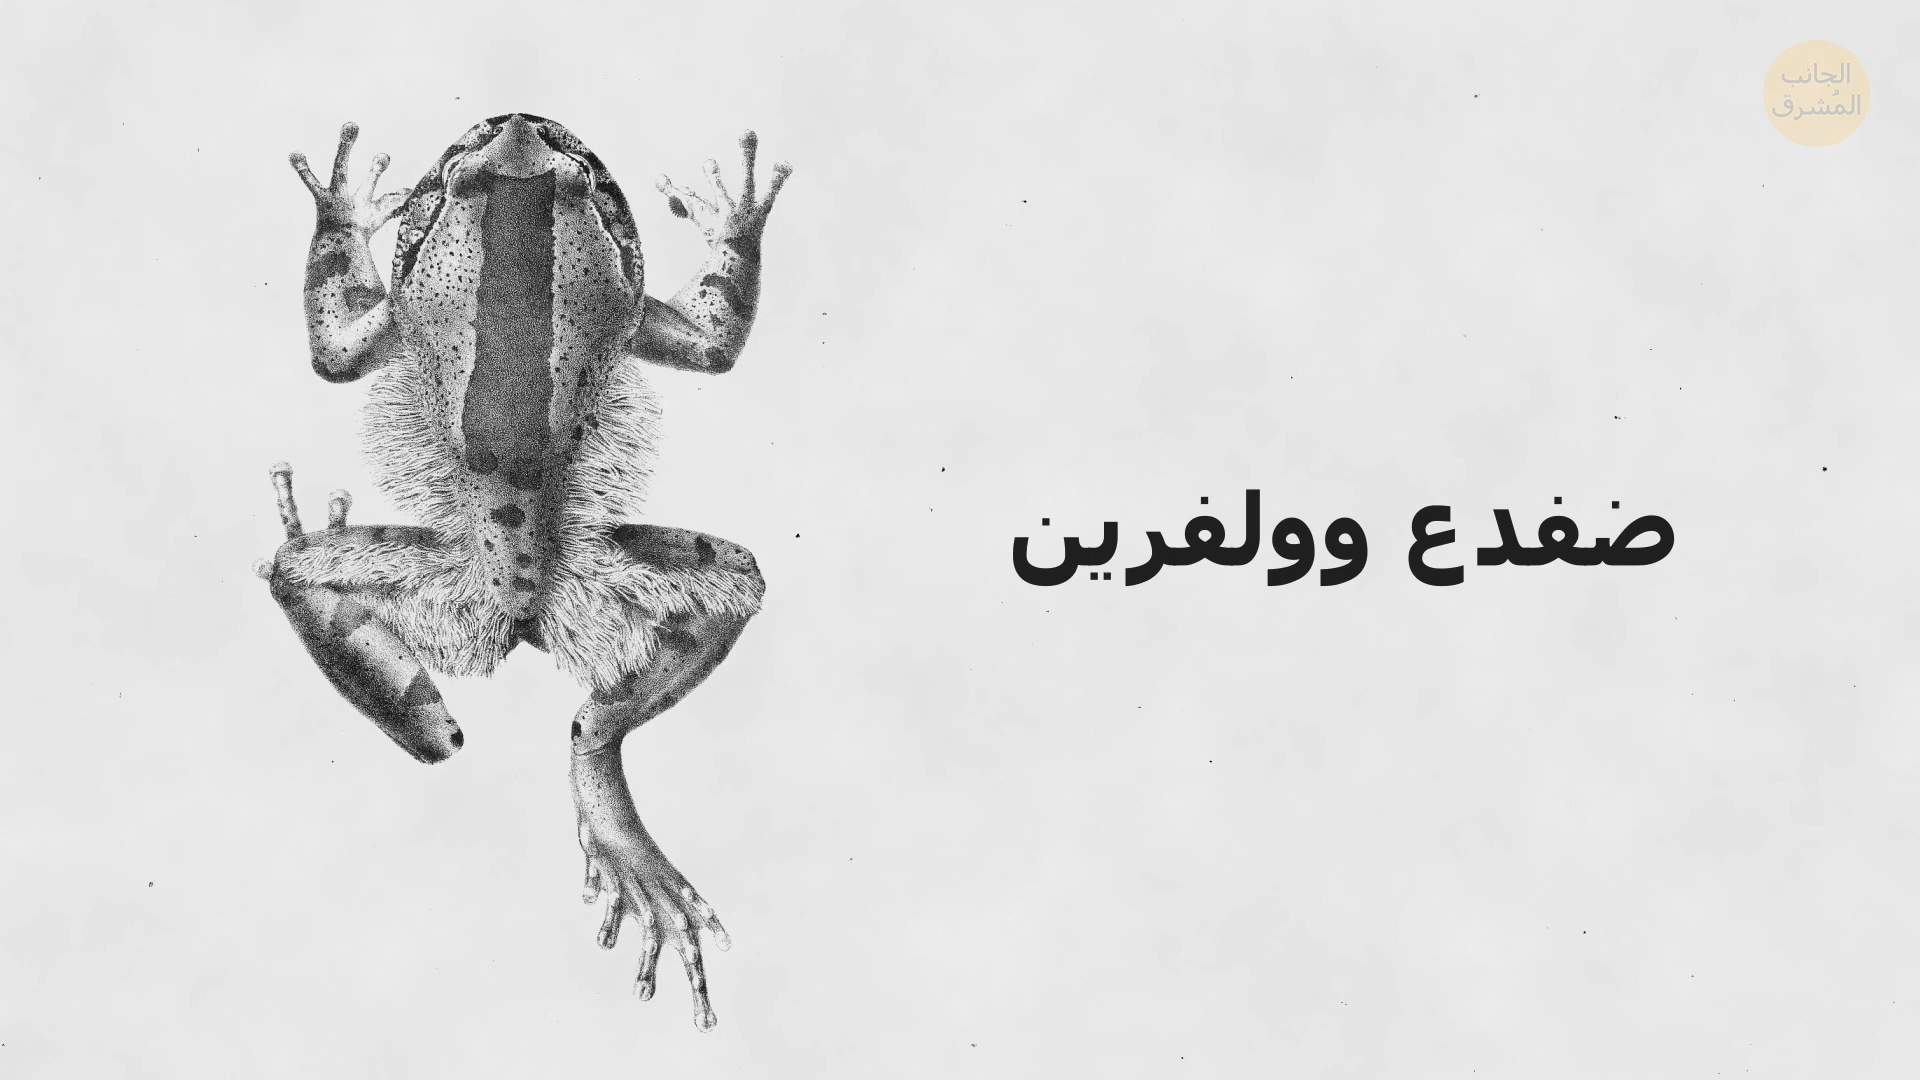 الجانب
المُشرق
ضفدع وولفرين